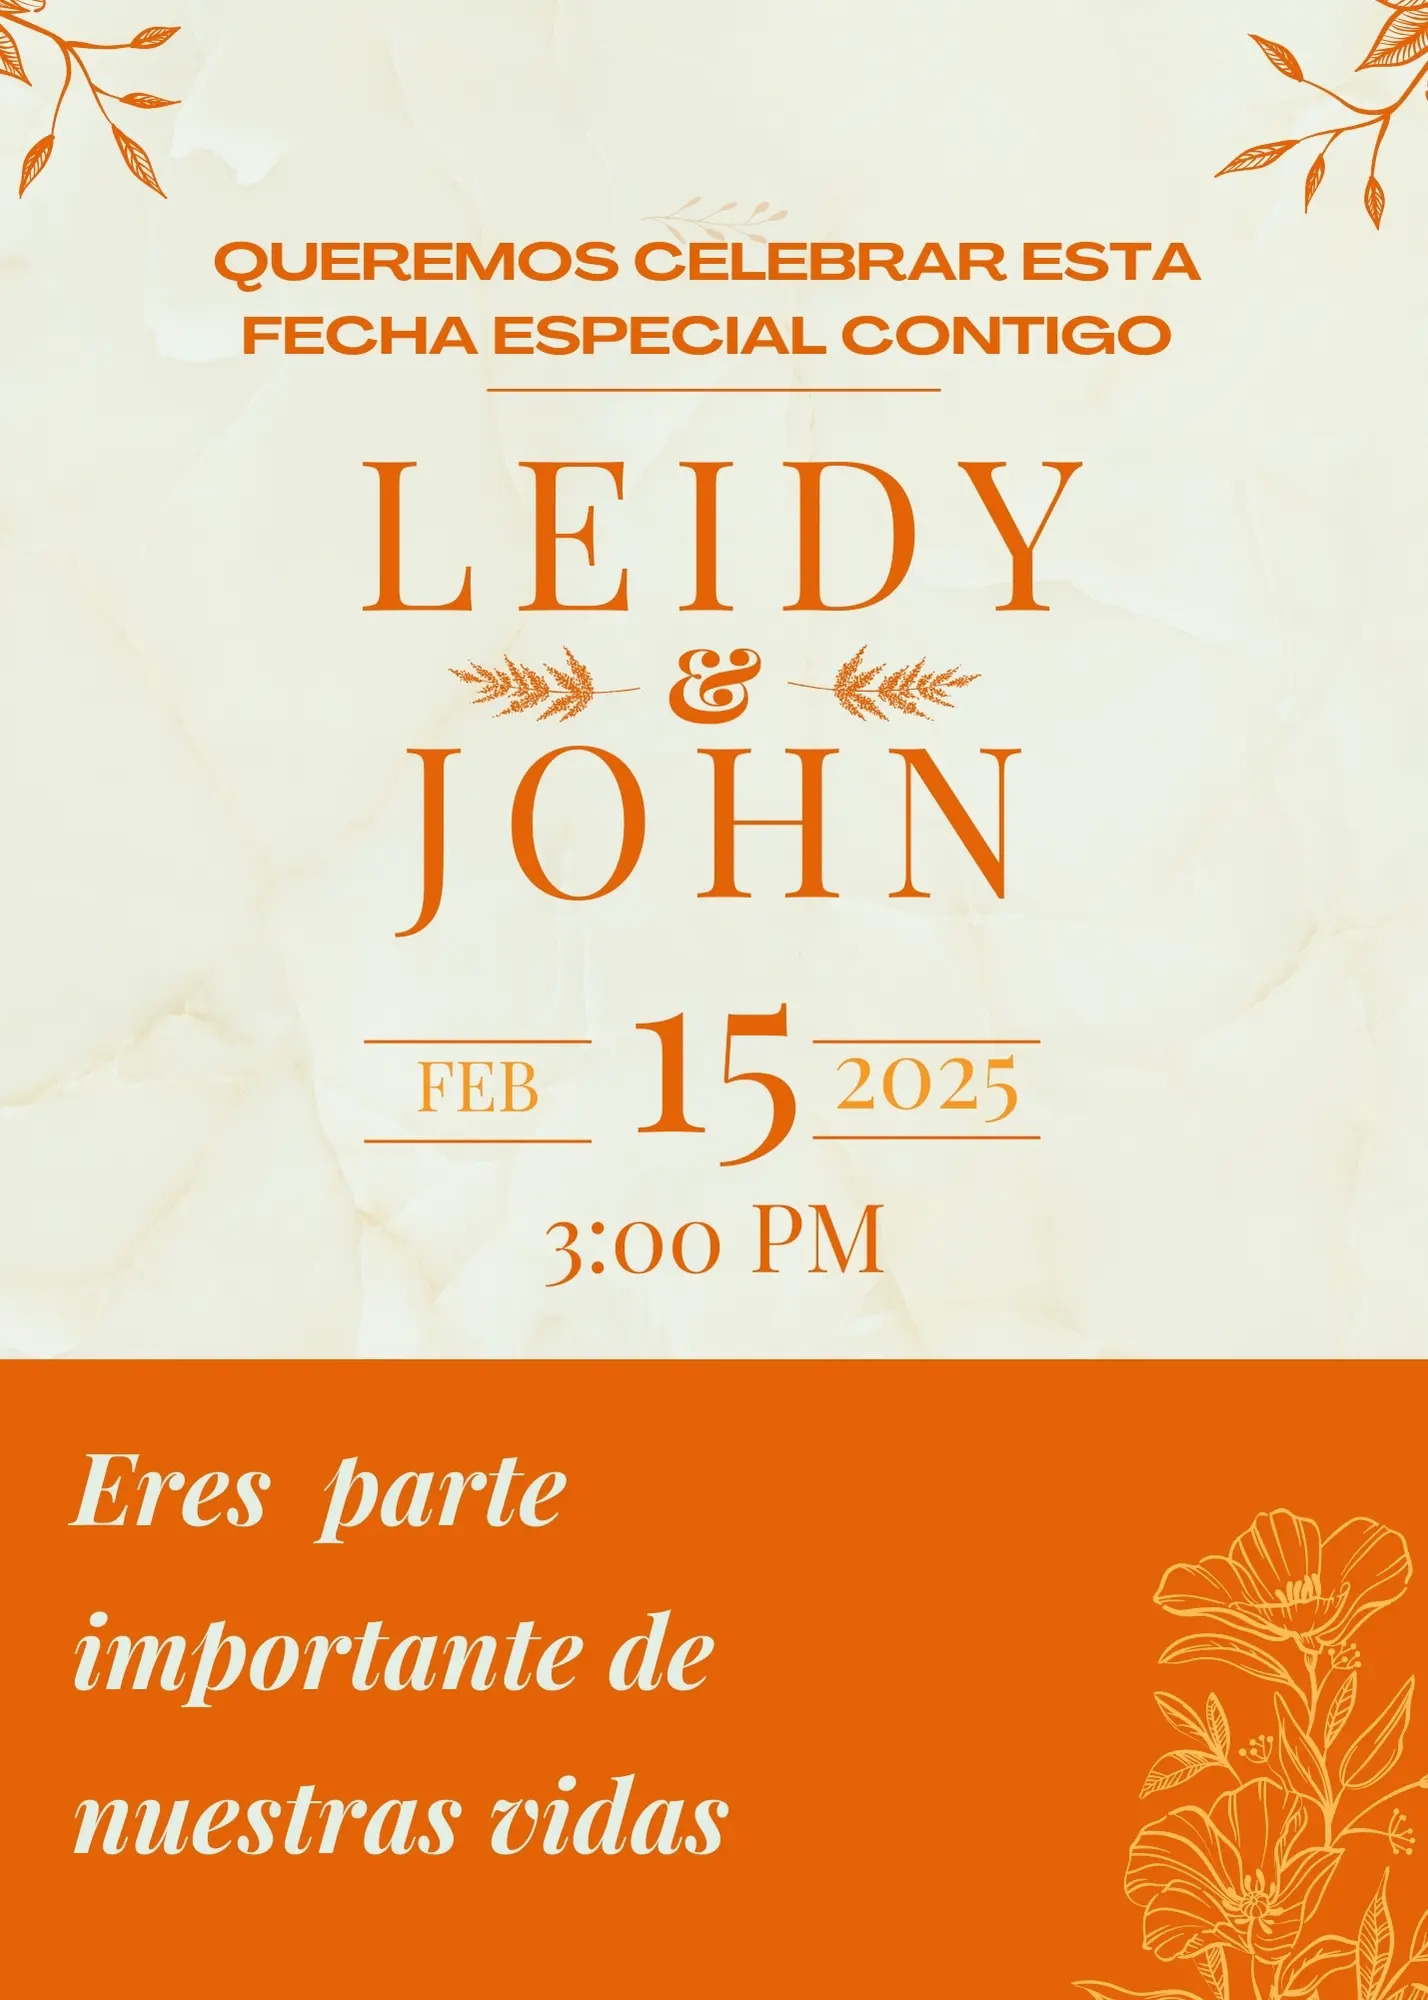 QUEREMOS CELEBRAR ESTA
FECHA ESPECIAL CONTIGO
LEIDY
&
JOHN
FEB 15 2025
3:00 PM
Eres parte
importante de
nuestras vidas